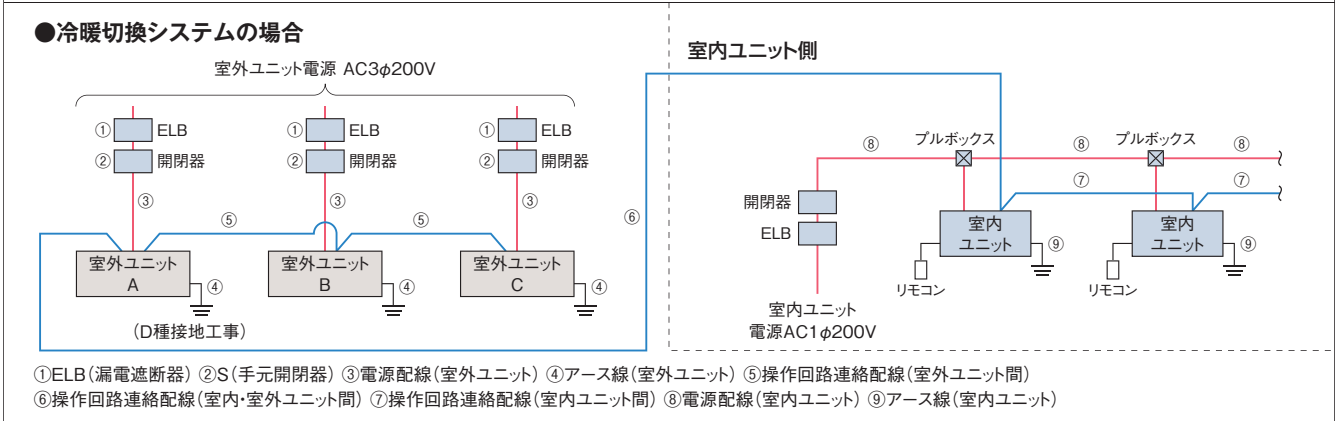 ●冷暖切換システムの場合
室外ユニット電源 AC3φ200V
① ELB ① ELB ① ELB
② 開閉器 ② 開閉器 ② 開閉器
③ ③ ③
⑤ ⑤ ⑥
室外ユニット A ④
室外ユニット B ④
室外ユニット C ④
(D種接地工事)
室内ユニット側
⑧ プルボックス ⑧ プルボックス ⑧
⑦ ⑦
開閉器
ELB
室内ユニット
電源AC1φ200V
室内
ユニット
⑨
リモコン
室内
ユニット
⑨
リモコン
①ELB(漏電遮断器) ②S(手元開閉器) ③電源配線(室外ユニット) ④アース線(室外ユニット) ⑤操作回路連絡配線(室外ユニット間)
⑥操作回路連絡配線(室内・室外ユニット間) ⑦操作回路連絡配線(室内ユニット間) ⑧電源配線(室内ユニット) ⑨アース線(室内ユニット)